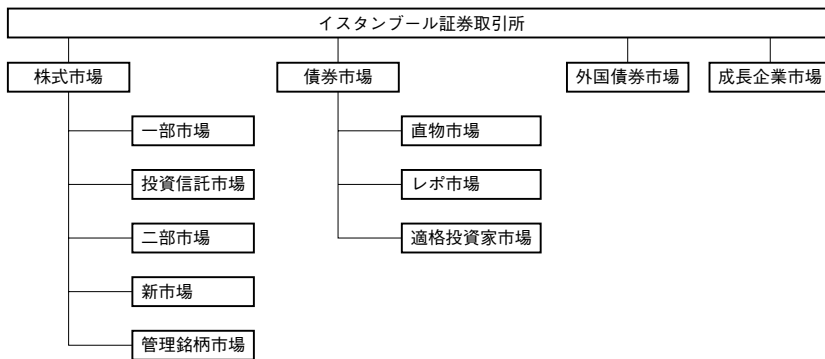 イスタンブール証券取引所
株式市場
債券市場
外国債券市場
成長企業市場
一部市場
投資信託市場
二部市場
新市場
管理銘柄市場
直物市場
レポ市場
適格投資家市場